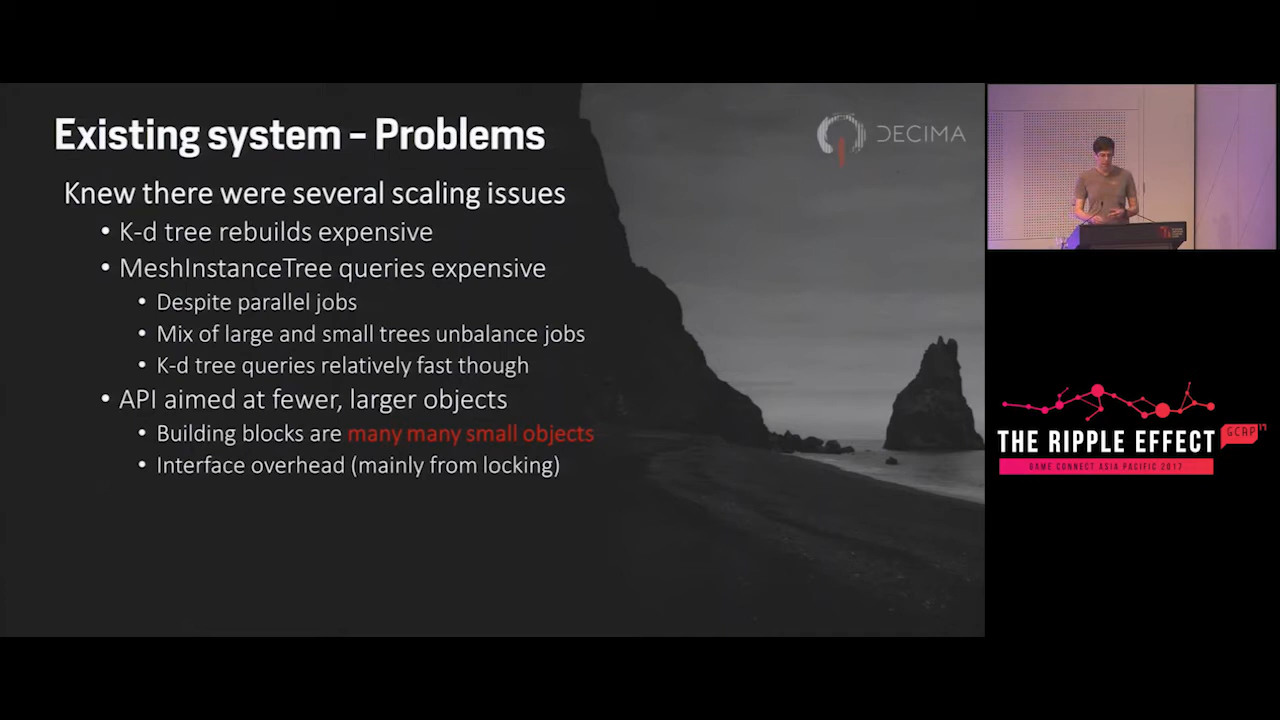 Existing system – Problems
DECIMA
Knew there were several scaling issues
• K-d tree rebuilds expensive
• MeshInstanceTree queries expensive
• Despite parallel jobs
• Mix of large and small trees unbalance jobs
• K-d tree queries relatively fast though
• API aimed at fewer, larger objects
• Building blocks are many many small objects
• Interface overhead (mainly from locking)
THE RIPPLE EFFECT
GCAP 17
GAME CONNECT ASIA PACIFIC 2017